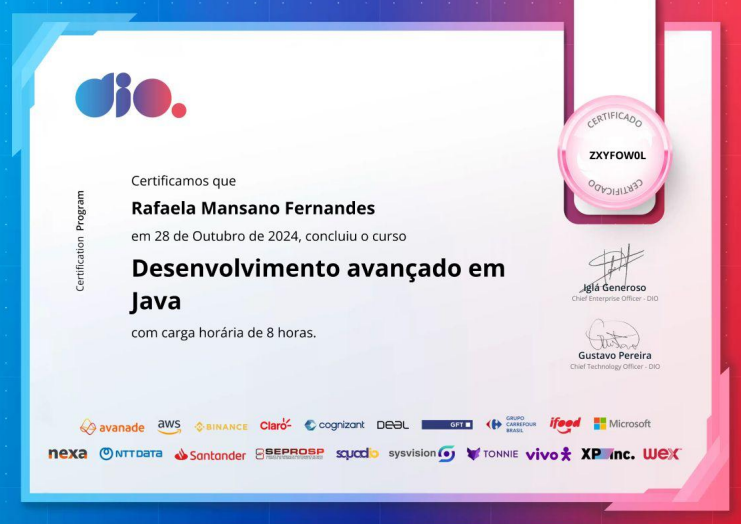 dio.
CERTIFICADO
ZXYFOW0L
CERTIFICADO
Certification Program
Certificamos que
Rafaela Mansano Fernandes
em 28 de Outubro de 2024, concluiu o curso
Desenvolvimento avançado em
Java
com carga horária de 8 horas.
Iglá Generoso
Chief Enterprise Officer - DIO
Gustavo Pereira
Chief Technology Officer - DIO
avanade aws BINANCE Claro cognizant DEAL GFT GRUPO CARREFOUR BRASIL ifood Microsoft
nexa NTT DATA Santander SEPROSP squadio sysvision TONNIE vivo XP inc. wex